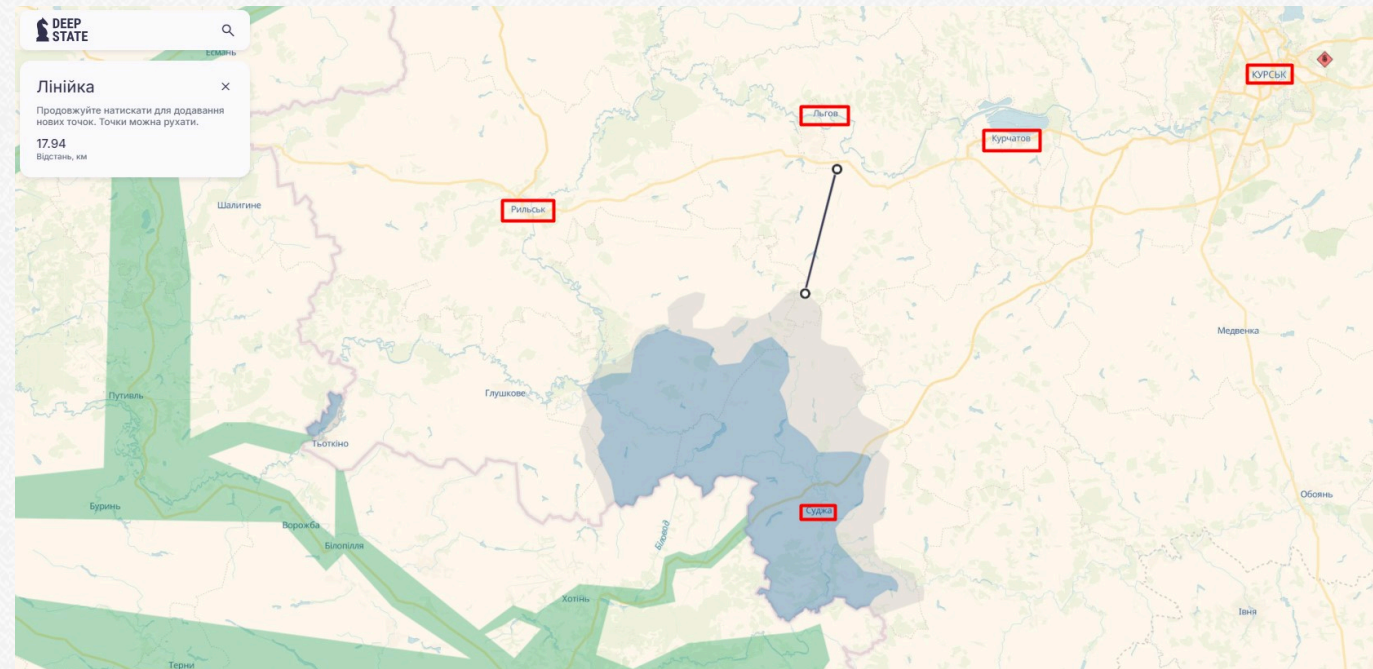 DEEP
STATE
Есмань
Лінійка
Продовжуйте натискати для додавання
нових точок. Точки можна рухати.
17.94
Відстань, км
КУРСЬК
Льгов
Курчатов
Шалигине
Рильськ
Медвенка
Путивль
Глушкове
Тьоткіно
Обоянь
Буринь
Суджа
Ворожба
Біловод
Білопілля
Хотінь
Івня
Терни